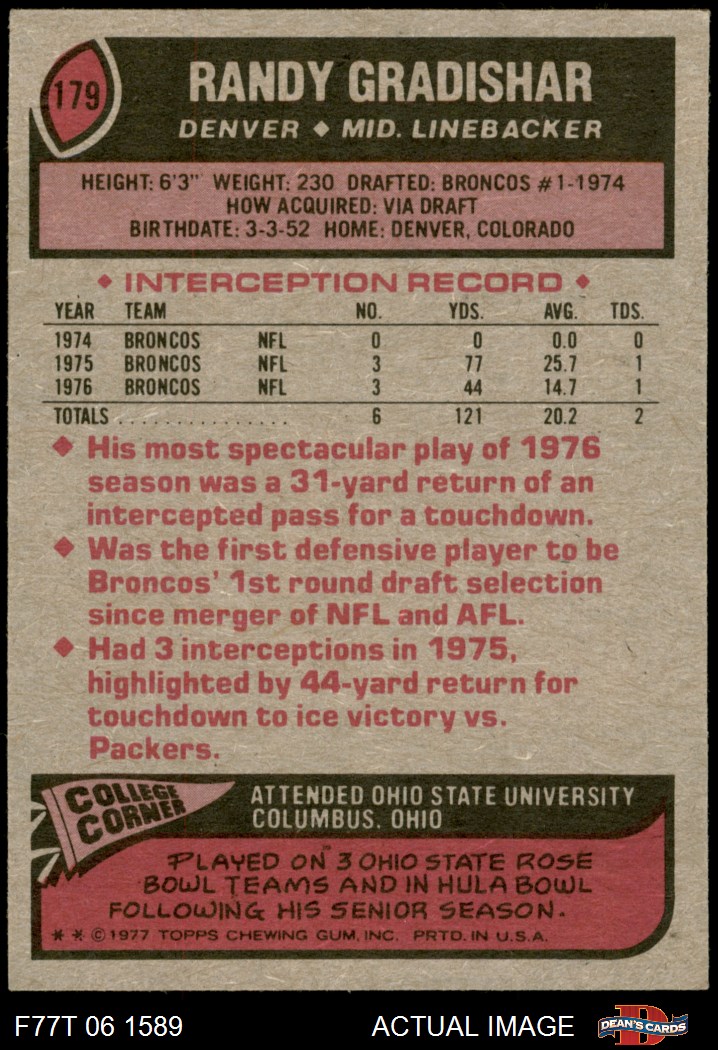 179
RANDY GRADISHAR
DENVER ◆ MID. LINEBACKER
HEIGHT: 6'3" WEIGHT: 230 DRAFTED: BRONCOS #1-1974
HOW ACQUIRED: VIA DRAFT
BIRTHDATE: 3-3-52 HOME: DENVER, COLORADO
◆ INTERCEPTION RECORD ◆
YEAR TEAM NO. YDS. AVG. TDS.
1974 BRONCOS NFL 0 0 0.0 0
1975 BRONCOS NFL 3 77 25.7 1
1976 BRONCOS NFL 3 44 14.7 1
TOTALS . . . . . . . . . . . . . . . 6 121 20.2 2
◆ His most spectacular play of 1976
season was a 31-yard return of an
intercepted pass for a touchdown.
◆ Was the first defensive player to be
Broncos' 1st round draft selection
since merger of NFL and AFL.
◆ Had 3 interceptions in 1975,
highlighted by 44-yard return for
touchdown to ice victory vs.
Packers.
COLLEGE
CORNER
ATTENDED OHIO STATE UNIVERSITY
COLUMBUS, OHIO
PLAYED ON 3 OHIO STATE ROSE
BOWL TEAMS AND IN HULA BOWL
FOLLOWING HIS SENIOR SEASON.
* * © 1977 TOPPS CHEWING GUM, INC. PRTD. IN U.S.A.
F77T 06 1589 ACTUAL IMAGE
D
DEAN'S CARDS